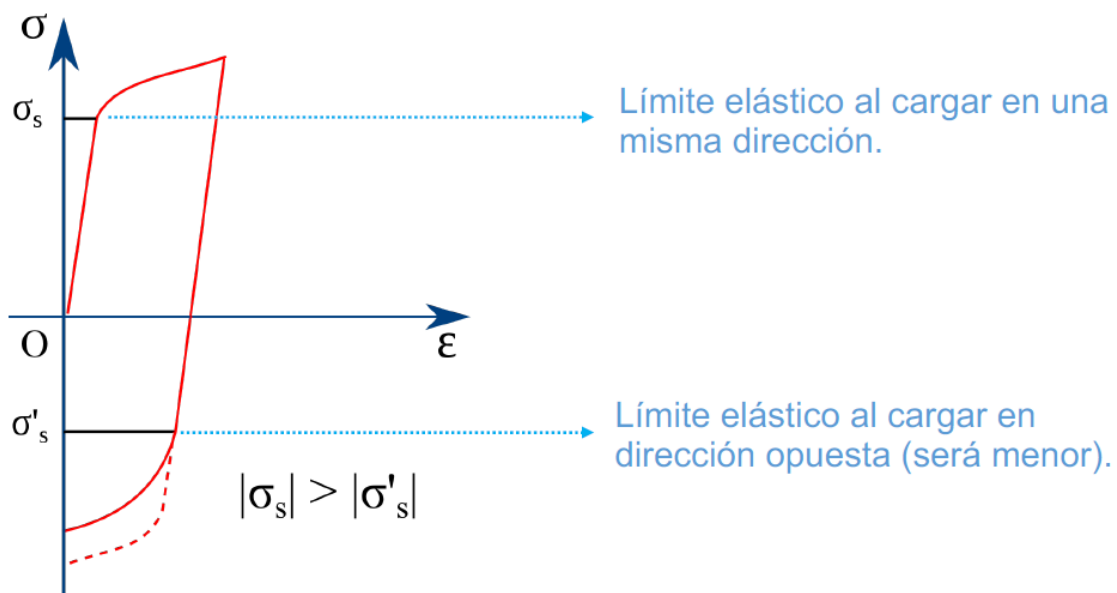 σ
σs
Límite elástico al cargar en una
misma dirección.
O
ε
σ's
Límite elástico al cargar en
dirección opuesta (será menor).
|σs| > |σ's|